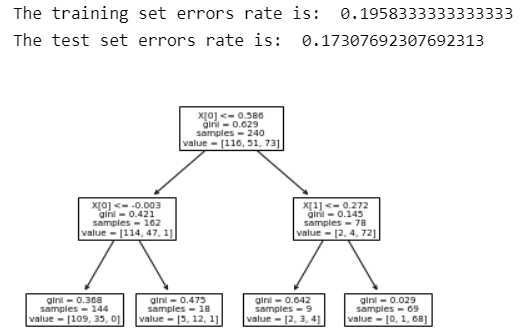 The training set errors rate is:  0.1958333333333333
The test set errors rate is:  0.17307692307692313
X[0] <= 0.586
gini = 0.629
samples = 240
value = [116, 51, 73]
X[0] <= -0.003
gini = 0.421
samples = 162
value = [114, 47, 1]
X[1] <= 0.272
gini = 0.145
samples = 78
value = [2, 4, 72]
gini = 0.368
samples = 144
value = [109, 35, 0]
gini = 0.475
samples = 18
value = [5, 12, 1]
gini = 0.642
samples = 9
value = [2, 3, 4]
gini = 0.029
samples = 69
value = [0, 1, 68]